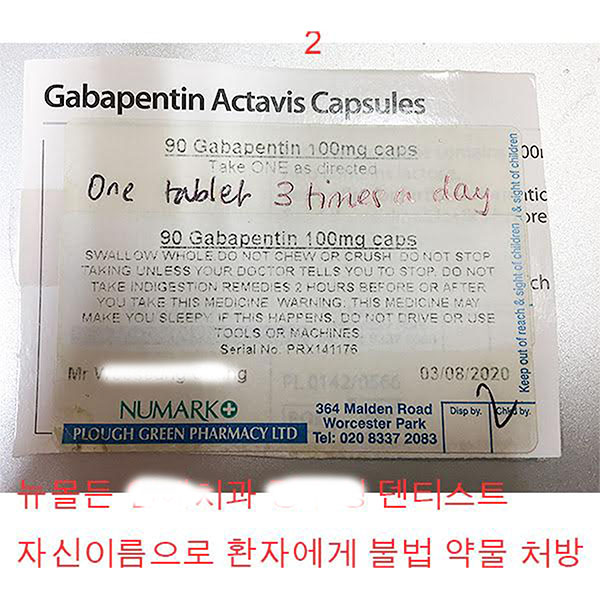 2
Gabapentin Actavis Capsules
90 Gabapentin 100mg caps
Take ONE as directed
One tablet 3 times a day
90 Gabapentin 100mg caps
SWALLOW WHOLE. DO NOT CHEW OR CRUSH. DO NOT STOP
TAKING UNLESS YOUR DOCTOR TELLS YOU TO STOP. DO NOT
TAKE INDIGESTION REMEDIES 2 HOURS BEFORE OR AFTER
YOU TAKE THIS MEDICINE. WARNING: THIS MEDICINE MAY
MAKE YOU SLEEPY. IF THIS HAPPENS, DO NOT DRIVE OR USE
TOOLS OR MACHINES.
Serial No. PRX141176
Mr
03/08/2020
Keep out of reach & sight of children
NUMARK
PLOUGH GREEN PHARMACY LTD
364 Malden Road
Worcester Park
Tel: 020 8337 2083
Disp by.
Chkd by.
뉴몰든 치과 덴티스트
자신이름으로 환자에게 불법 약물 처방